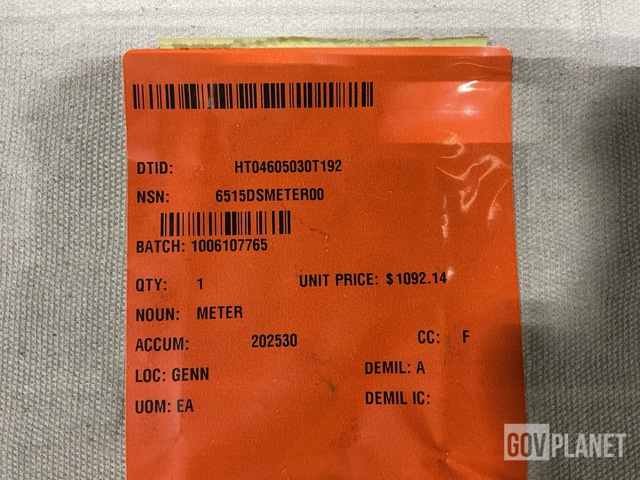 DTID: HT04605030T192
NSN: 6515DSMETER00
BATCH: 1006107765
QTY: 1 UNIT PRICE: $1092.14
NOUN: METER
ACCUM: 202530 CC: F
LOC: GENN DEMIL: A
UOM: EA DEMIL IC:
GOVPLANET